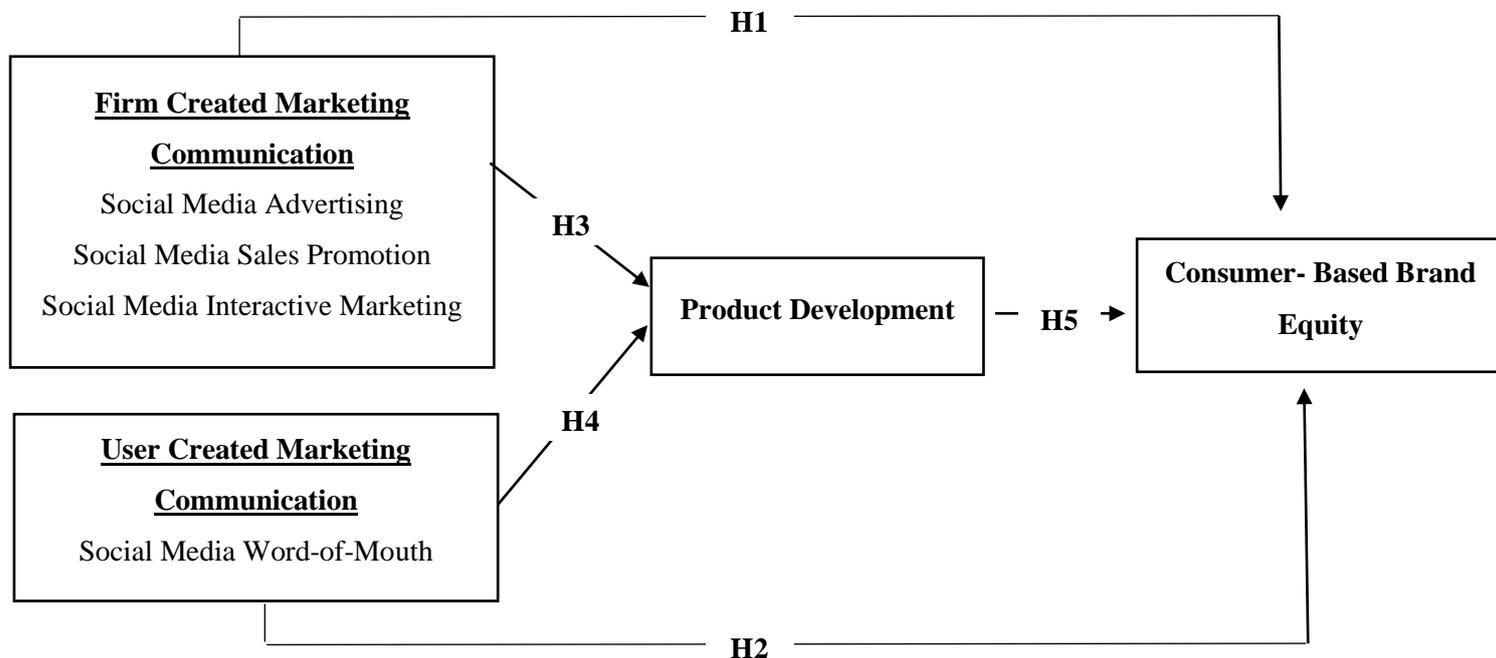 H1
Firm Created Marketing
Communication
Social Media Advertising
Social Media Sales Promotion
Social Media Interactive Marketing
H3
Product Development
H5
Consumer- Based Brand
Equity
H4
User Created Marketing
Communication
Social Media Word-of-Mouth
H2